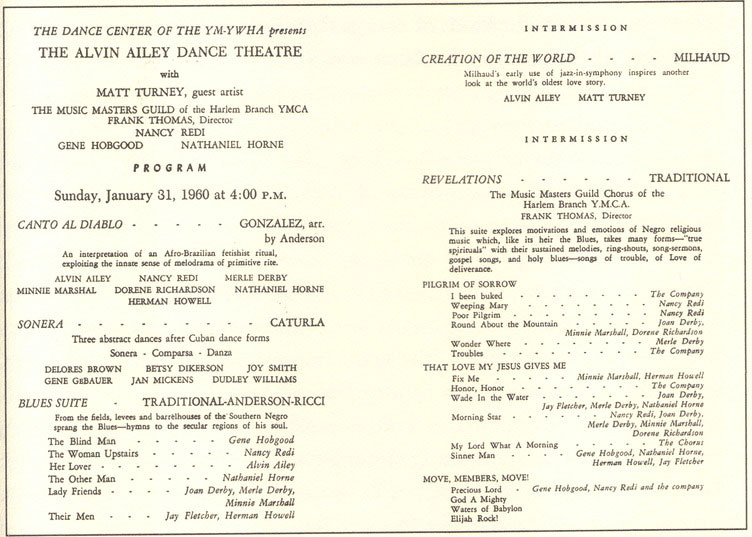 THE DANCE CENTER OF THE YM-YWHA presents
THE ALVIN AILEY DANCE THEATRE
with
MATT TURNEY, guest artist
THE MUSIC MASTERS GUILD of the Harlem Branch YMCA
FRANK THOMAS, Director
NANCY REDI
GENE HOBGOOD NATHANIEL HORNE
PROGRAM
Sunday, January 31, 1960 at 4:00 P.M.
CANTO AL DIABLO - - - - - GONZALEZ, arr.
by Anderson
An interpretation of an Afro-Brazilian fetishist ritual,
exploiting the innate sense of melodrama of primitive rite.
ALVIN AILEY NANCY REDI MERLE DERBY
MINNIE MARSHAL DORENE RICHARDSON NATHANIEL HORNE
HERMAN HOWELL
SONERA - - - - - - - - - CATURLA
Three abstract dances after Cuban dance forms
Sonera - Comparsa - Danza
DELORES BROWN BETSY DIKERSON JOY SMITH
GENE GeBAUER JAN MICKENS DUDLEY WILLIAMS
BLUES SUITE - TRADITIONAL-ANDERSON-RICCI
From the fields, levees and barrelhouses of the Southern Negro
sprang the Blues—hymns to the secular regions of his soul.
The Blind Man - - - - - Gene Hobgood
The Woman Upstairs - - - - - Nancy Redi
Her Lover - - - - - - - Alvin Ailey
The Other Man - - - - - Nathaniel Horne
Lady Friends - - - - Joan Derby, Merle Derby,
Minnie Marshall
Their Men - - - Jay Fletcher, Herman Howell
INTERMISSION
CREATION OF THE WORLD - - - - MILHAUD
Milhaud's early use of jazz-in-symphony inspires another
look at the world's oldest love story.
ALVIN AILEY MATT TURNEY
INTERMISSION
REVELATIONS - - - - - - TRADITIONAL
The Music Masters Guild Chorus of the
Harlem Branch Y.M.C.A.
FRANK THOMAS, Director
This suite explores motivations and emotions of Negro religious
music which, like its heir the Blues, takes many forms—"true
spirituals" with their sustained melodies, ring-shouts, song-sermons,
gospel songs, and holy blues—songs of trouble, of Love of
deliverance.
PILGRIM OF SORROW
I been buked - - - - - - - - The Company
Weeping Mary - - - - - - - - Nancy Redi
Poor Pilgrim - - - - - - - - Nancy Redi
Round About the Mountain - - - - - Joan Derby,
Minnie Marshall, Dorene Richardson
Wonder Where - - - - - - - Merle Derby
Troubles - - - - - - - - The Company
THAT LOVE MY JESUS GIVES ME
Fix Me - - - - - Minnie Marshall, Herman Howell
Honor, Honor - - - - - - - - The Company
Wade In the Water - - - - - - - Joan Derby,
Jay Fletcher, Merle Derby, Nathaniel Horne
Morning Star - - - - - Nancy Redi, Joan Derby,
Merle Derby, Minnie Marshall,
Dorene Richardson
My Lord What A Morning - - - - - The Chorus
Sinner Man - - - - Gene Hobgood, Nathaniel Horne,
Herman Howell, Jay Fletcher
MOVE, MEMBERS, MOVE!
Precious Lord - Gene Hobgood, Nancy Redi and the company
God A Mighty
Waters of Babylon
Elijah Rock!